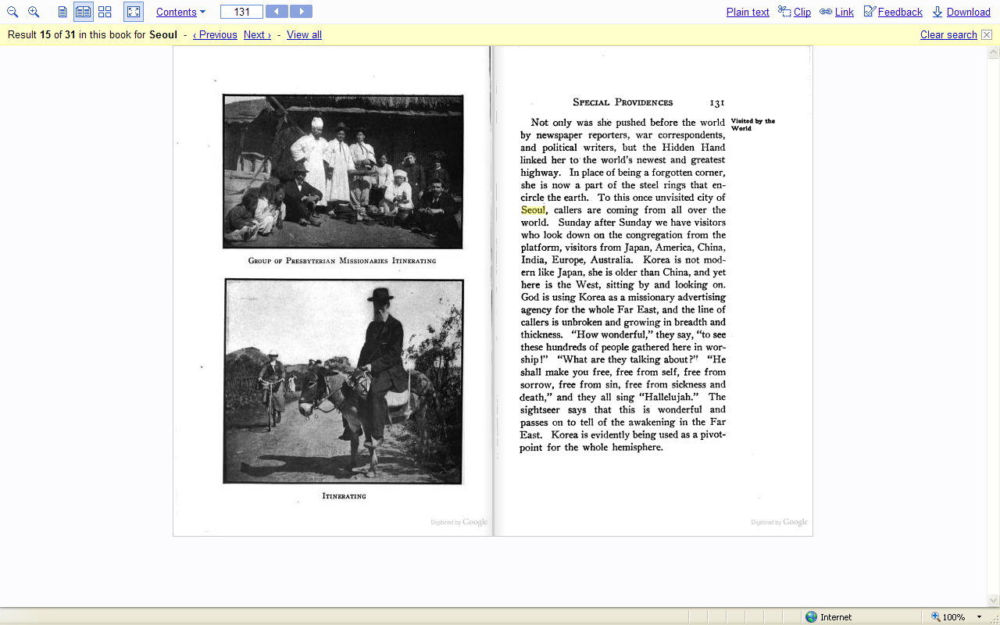 Contents
131
Plain text
Clip
Link
Feedback
Download
Result 15 of 31 in this book for Seoul - ‹ Previous Next › - View all
Clear search
GROUP OF PRESBYTERIAN MISSIONARIES ITINERATING
ITINERATING
Digitized by Google
SPECIAL PROVIDENCES 131
Visited by the
World
Not only was she pushed before the world
by newspaper reporters, war correspondents,
and political writers, but the Hidden Hand
linked her to the world's newest and greatest
highway. In place of being a forgotten corner,
she is now a part of the steel rings that en-
circle the earth. To this once unvisited city of
Seoul, callers are coming from all over the
world. Sunday after Sunday we have visitors
who look down on the congregation from the
platform, visitors from Japan, America, China,
India, Europe, Australia. Korea is not mod-
ern like Japan, she is older than China, and yet
here is the West, sitting by and looking on.
God is using Korea as a missionary advertising
agency for the whole Far East, and the line of
callers is unbroken and growing in breadth and
thickness. "How wonderful," they say, "to see
these hundreds of people gathered here in wor-
ship!" "What are they talking about?" "He
shall make you free, free from self, free from
sorrow, free from sin, free from sickness and
death," and they all sing "Hallelujah." The
sightseer says that this is wonderful and
passes on to tell of the awakening in the Far
East. Korea is evidently being used as a pivot-
point for the whole hemisphere.
Digitized by Google
Internet
100%